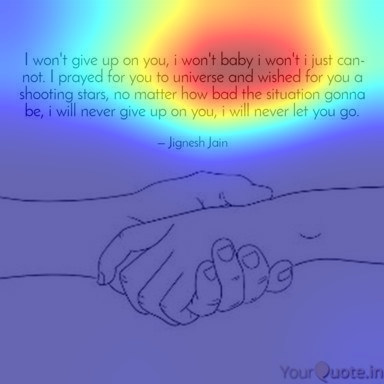 I won't give up on you, i won't baby i won't i just can-
not. I prayed for you to universe and wished for you a
shooting stars, no matter how bad the situation gonna
be, i will never give up on you, i will never let you go.
— Jignesh Jain
YourQuote.in